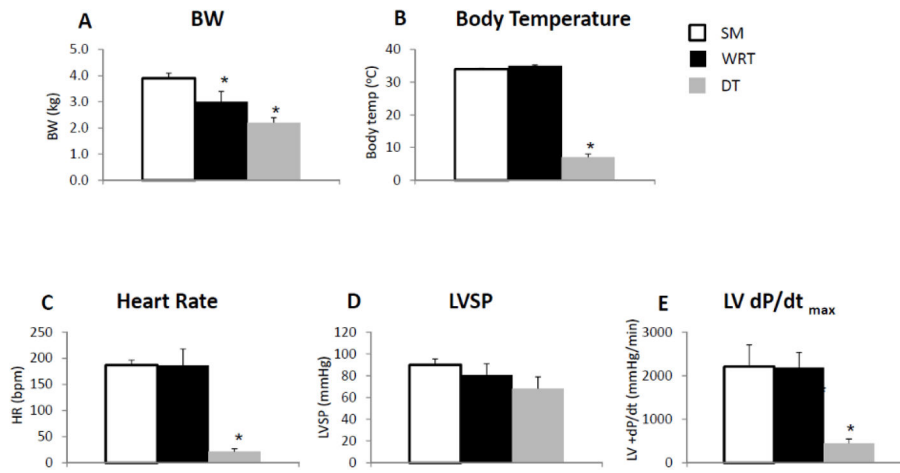 A BW
4.0
5.0
3.0
2.0
1.0
0.0
BW (kg)
*
*
B Body Temperature
40
30
20
10
0
Body temp (°C)
*
SM
WRT
DT
C Heart Rate
250
200
150
100
50
0
HR (bpm)
*
D LVSP
120
100
80
60
40
20
0
LVSP (mmHg)
E LV dP/dt max
3000
2000
1000
0
LV +dP/dt (mmHg/min)
*